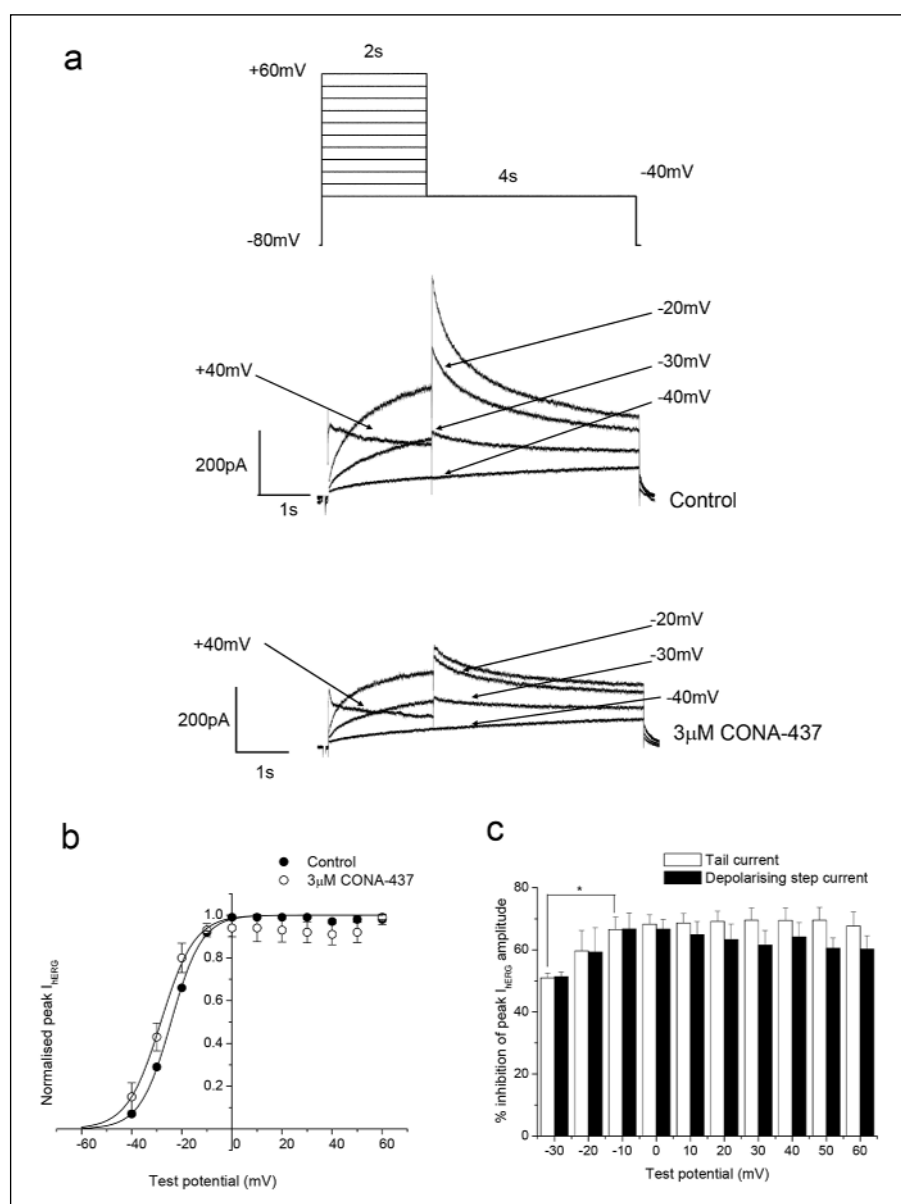 a
2s
+60mV
4s
-40mV
-80mV
-20mV
-30mV
+40mV
-40mV
200pA
1s
Control
-20mV
+40mV
-30mV
-40mV
200pA
1s
3μM CONA-437
b
Control
3μM CONA-437
1.0
0.8
0.6
0.4
0.2
Normalised peak IhERG
-60 -40 -20 0 20 40 60
Test potential (mV)
c
Tail current
Depolarising step current
*
80
60
40
20
0
% inhibition of peak IhERG amplitude
-30 -20 -10 0 10 20 30 40 50 60
Test potential (mV)